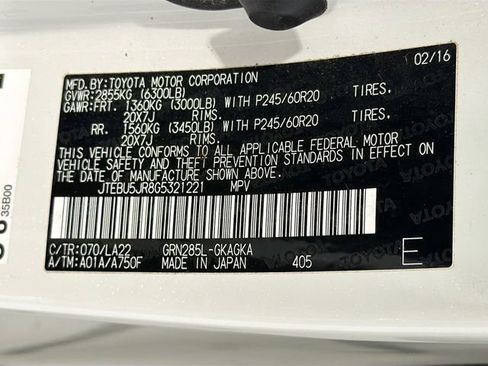 MFD.BY:TOYOTA MOTOR CORPORATION 02/16
GVWR:2855KG (6300LB)
GAWR:FRT. 1360KG (3000LB) WITH P245/60R20 TIRES.
20X7J RIMS.
RR. 1560KG (3450LB) WITH P245/60R20 TIRES.
20X7J RIMS.
THIS VEHICLE CONFORMS TO ALL APPLICABLE FEDERAL MOTOR
VEHICLE SAFETY AND THEFT PREVENTION STANDARDS IN EFFECT ON
THE DATE OF MANUFACTURE SHOWN ABOVE.
JTEBU5JR8G5321221 MPV
C/TR:070/LA22 GRN285L-GKAGKA
A/TM:A01A/A750F MADE IN JAPAN 405 E
35B00